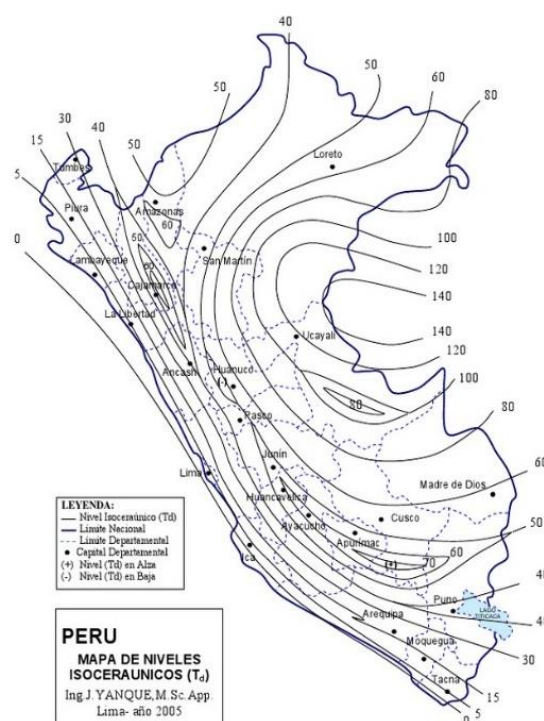 40
50
60
80
50
40
30
15
5
0
50
Tumbes
Piura
Amazonas
60
Loreto
San Martín
50
60
Lambayeque
Cajamarca
La Libertad
100
120
140
140
120
100
Ucayali
Ancash
Huanuco
(-)
80
Pasco
80
Lima
Junín
Huancavelica
Ayacucho
Madre de Dios
60
Cusco
Apurimac
50
60
70
(+)
Ica
40
Puno
LAGO
TITICACA
40
Arequipa
Moquegua
30
Tacna
15
5
0
LEYENDA:
Nivel Isoceraúnico (Td)
Limite Nacional
Limite Departamental
Capital Departamental
(+) Nivel (Td) en Alza
(-) Nivel (Td) en Baja
PERU
MAPA DE NIVELES
ISOCERAUNICOS (Td)
Ing.J. YANQUE, M.Sc.App.
Lima- año 2005